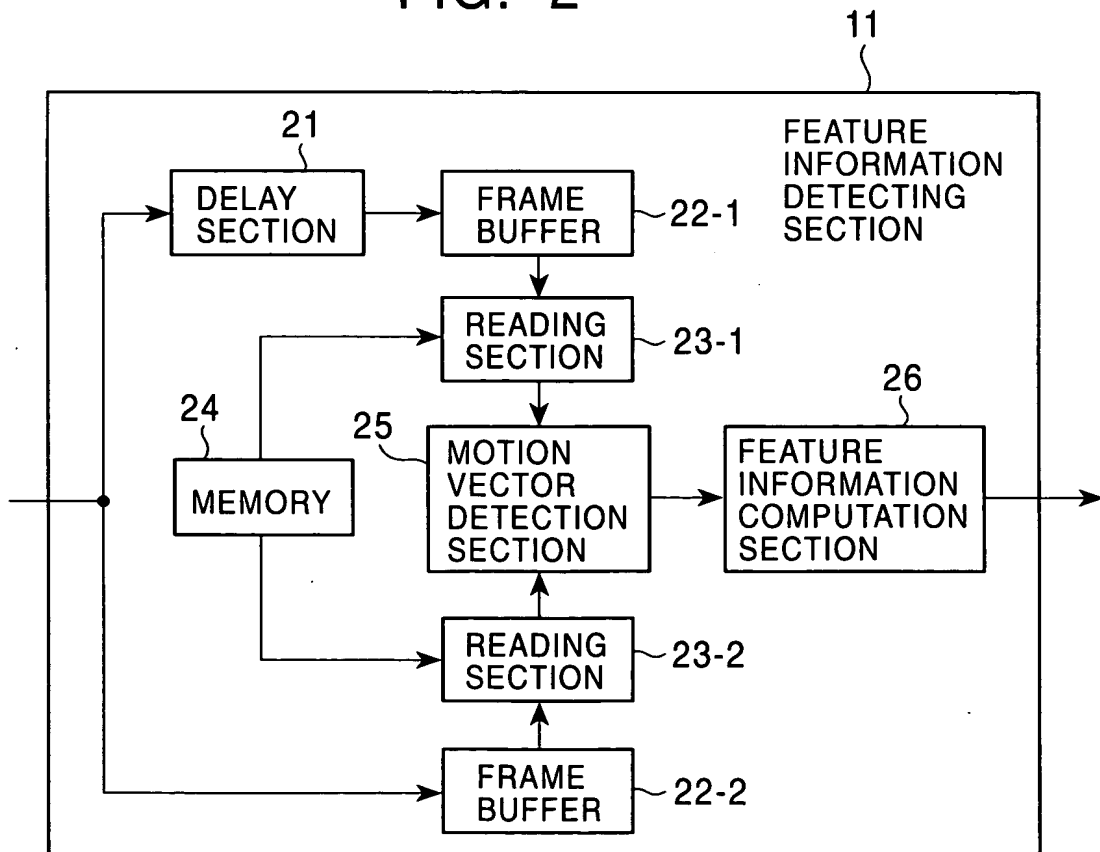 FIG. 2
11
FEATURE
INFORMATION
DETECTING
SECTION
21
DELAY
SECTION
FRAME
BUFFER
22-1
READING
SECTION
23-1
24
MEMORY
25
MOTION
VECTOR
DETECTION
SECTION
26
FEATURE
INFORMATION
COMPUTATION
SECTION
READING
SECTION
23-2
FRAME
BUFFER
22-2